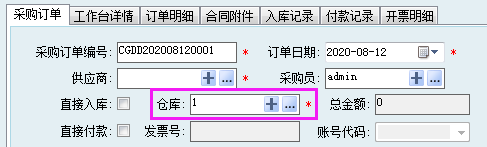 采购订单 工作台详情 订单明细 合同附件 入库记录 付款记录 开票明细
采购订单编号: CGDD202008120001 * 订单日期: 2020-08-12 *
供应商: + ... * 采购员: admin + ... *
直接入库: 仓库: 1 + ... * 总金额: 0
直接付款: 发票号: 账号代码: